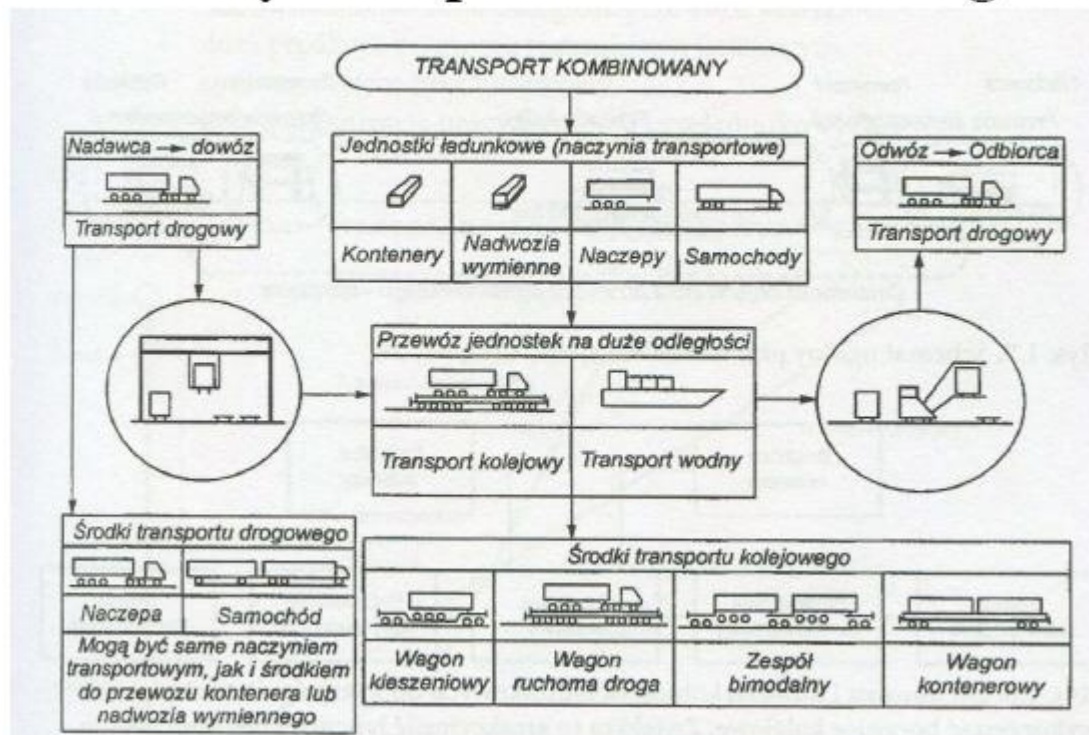 TRANSPORT KOMBINOWANY
Nadawca → dowóz
Transport drogowy
Jednostki ładunkowe (naczynia transportowe)
Kontenery
Nadwozia
wymienne
Naczepy
Samochody
Odwóz → Odbiorca
Transport drogowy
Przewóz jednostek na duże odległości
Transport kolejowy
Transport wodny
Środki transportu drogowego
Naczepa
Samochód
Mogą być same naczyniem
transportowym, jak i środkiem
do przewozu kontenera lub
nadwozia wymiennego
Środki transportu kolejowego
Wagon
kieszeniowy
Wagon
ruchoma droga
Zespół
bimodalny
Wagon
kontenerowy